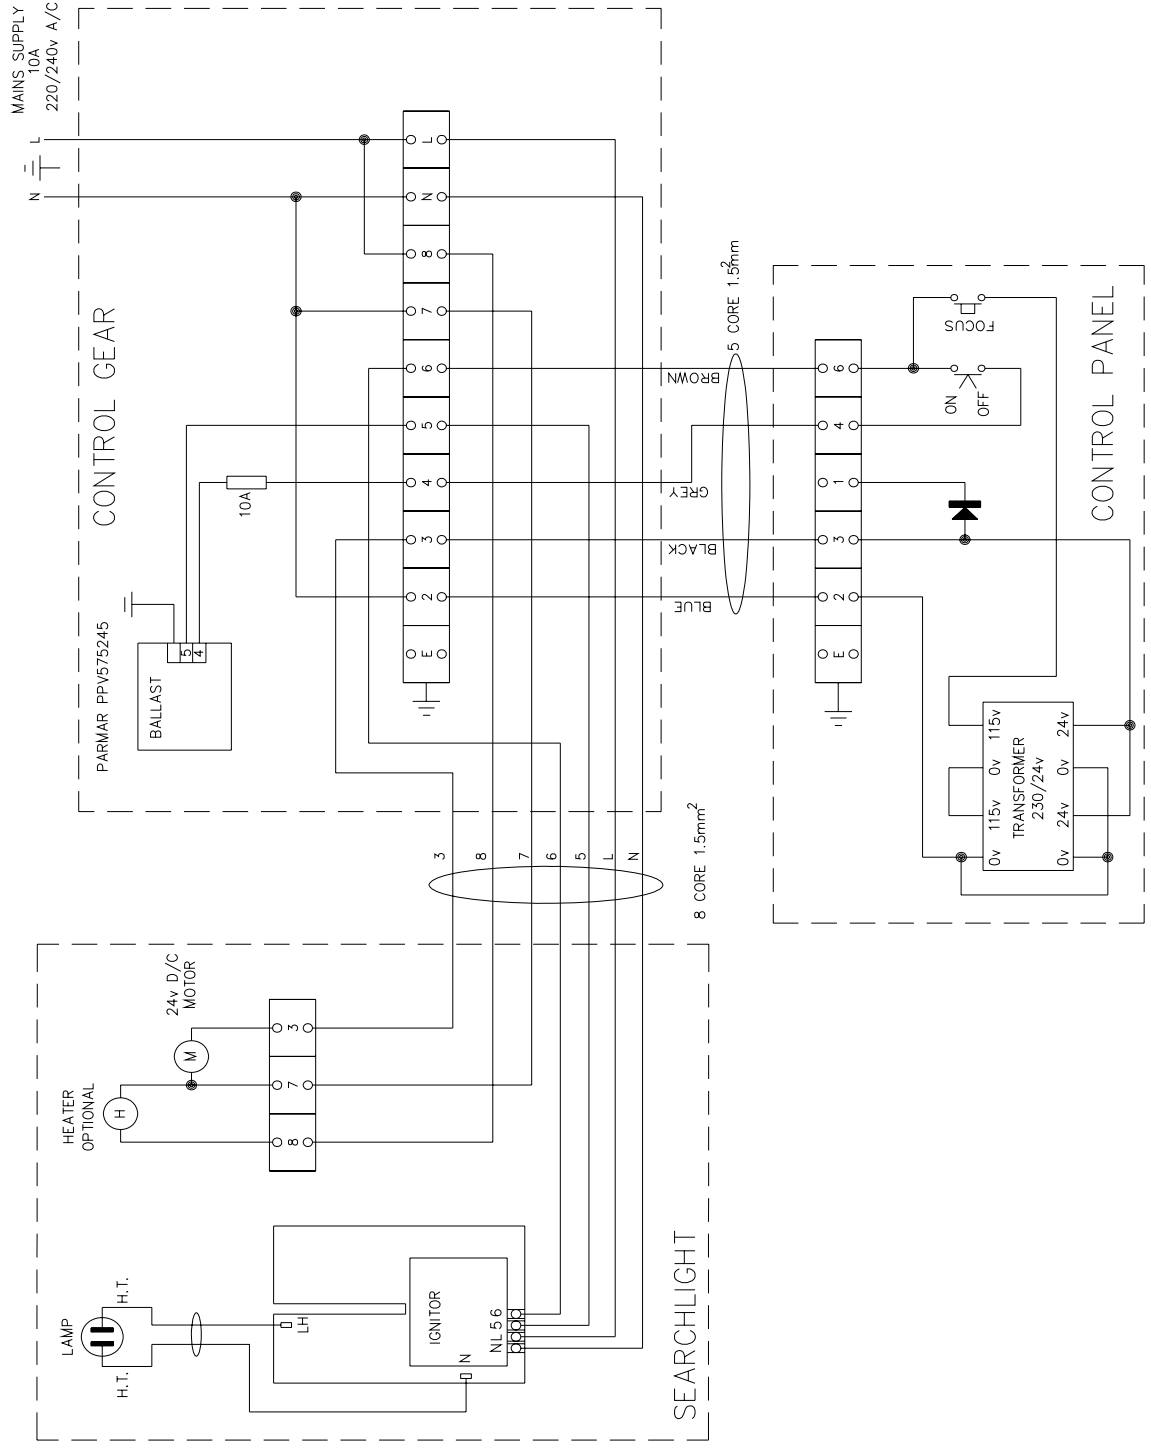 MAINS SUPPLY
10A
220/240v A/C
L
N
CONTROL GEAR
L
N
8
7
6
5
4
3
2
E
10A
PARMAR PPV575245
BALLAST
5
4
BROWN
GREY
BLACK
BLUE
5 CORE 1.5mm2
CONTROL PANEL
FOCUS
ON
OFF
6
4
1
3
2
E
115v
0v
115v
0v
TRANSFORMER
230/24v
24v
0v
24v
0v
3
8
7
6
5
L
N
8 CORE 1.5mm2
24v D/C
MOTOR
M
HEATER
OPTIONAL
H
3
7
8
LAMP
H.T.
H.T.
LH
IGNITOR
N L 5 6
N
SEARCHLIGHT